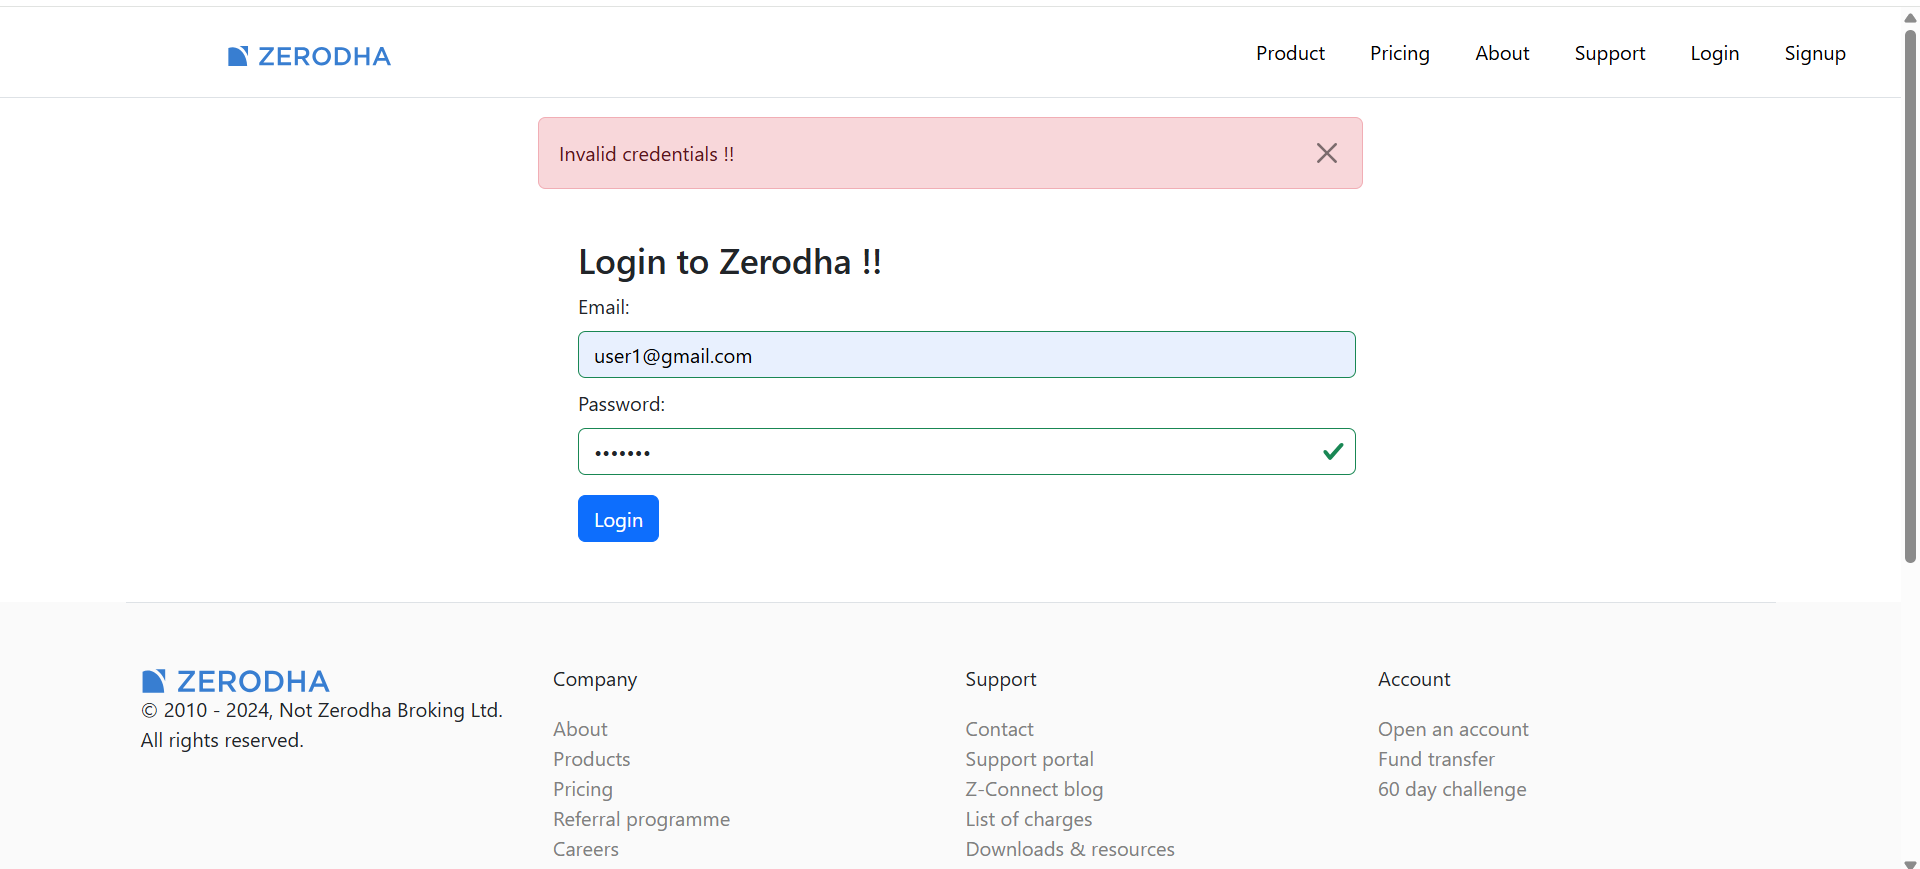 ZERODHA
Product Pricing About Support Login Signup
Invalid credentials !!
Login to Zerodha !!
Email:
user1@gmail.com
Password:
•••••••
Login
ZERODHA
© 2010 - 2024, Not Zerodha Broking Ltd.
All rights reserved.
Company
About
Products
Pricing
Referral programme
Careers
Support
Contact
Support portal
Z-Connect blog
List of charges
Downloads & resources
Account
Open an account
Fund transfer
60 day challenge